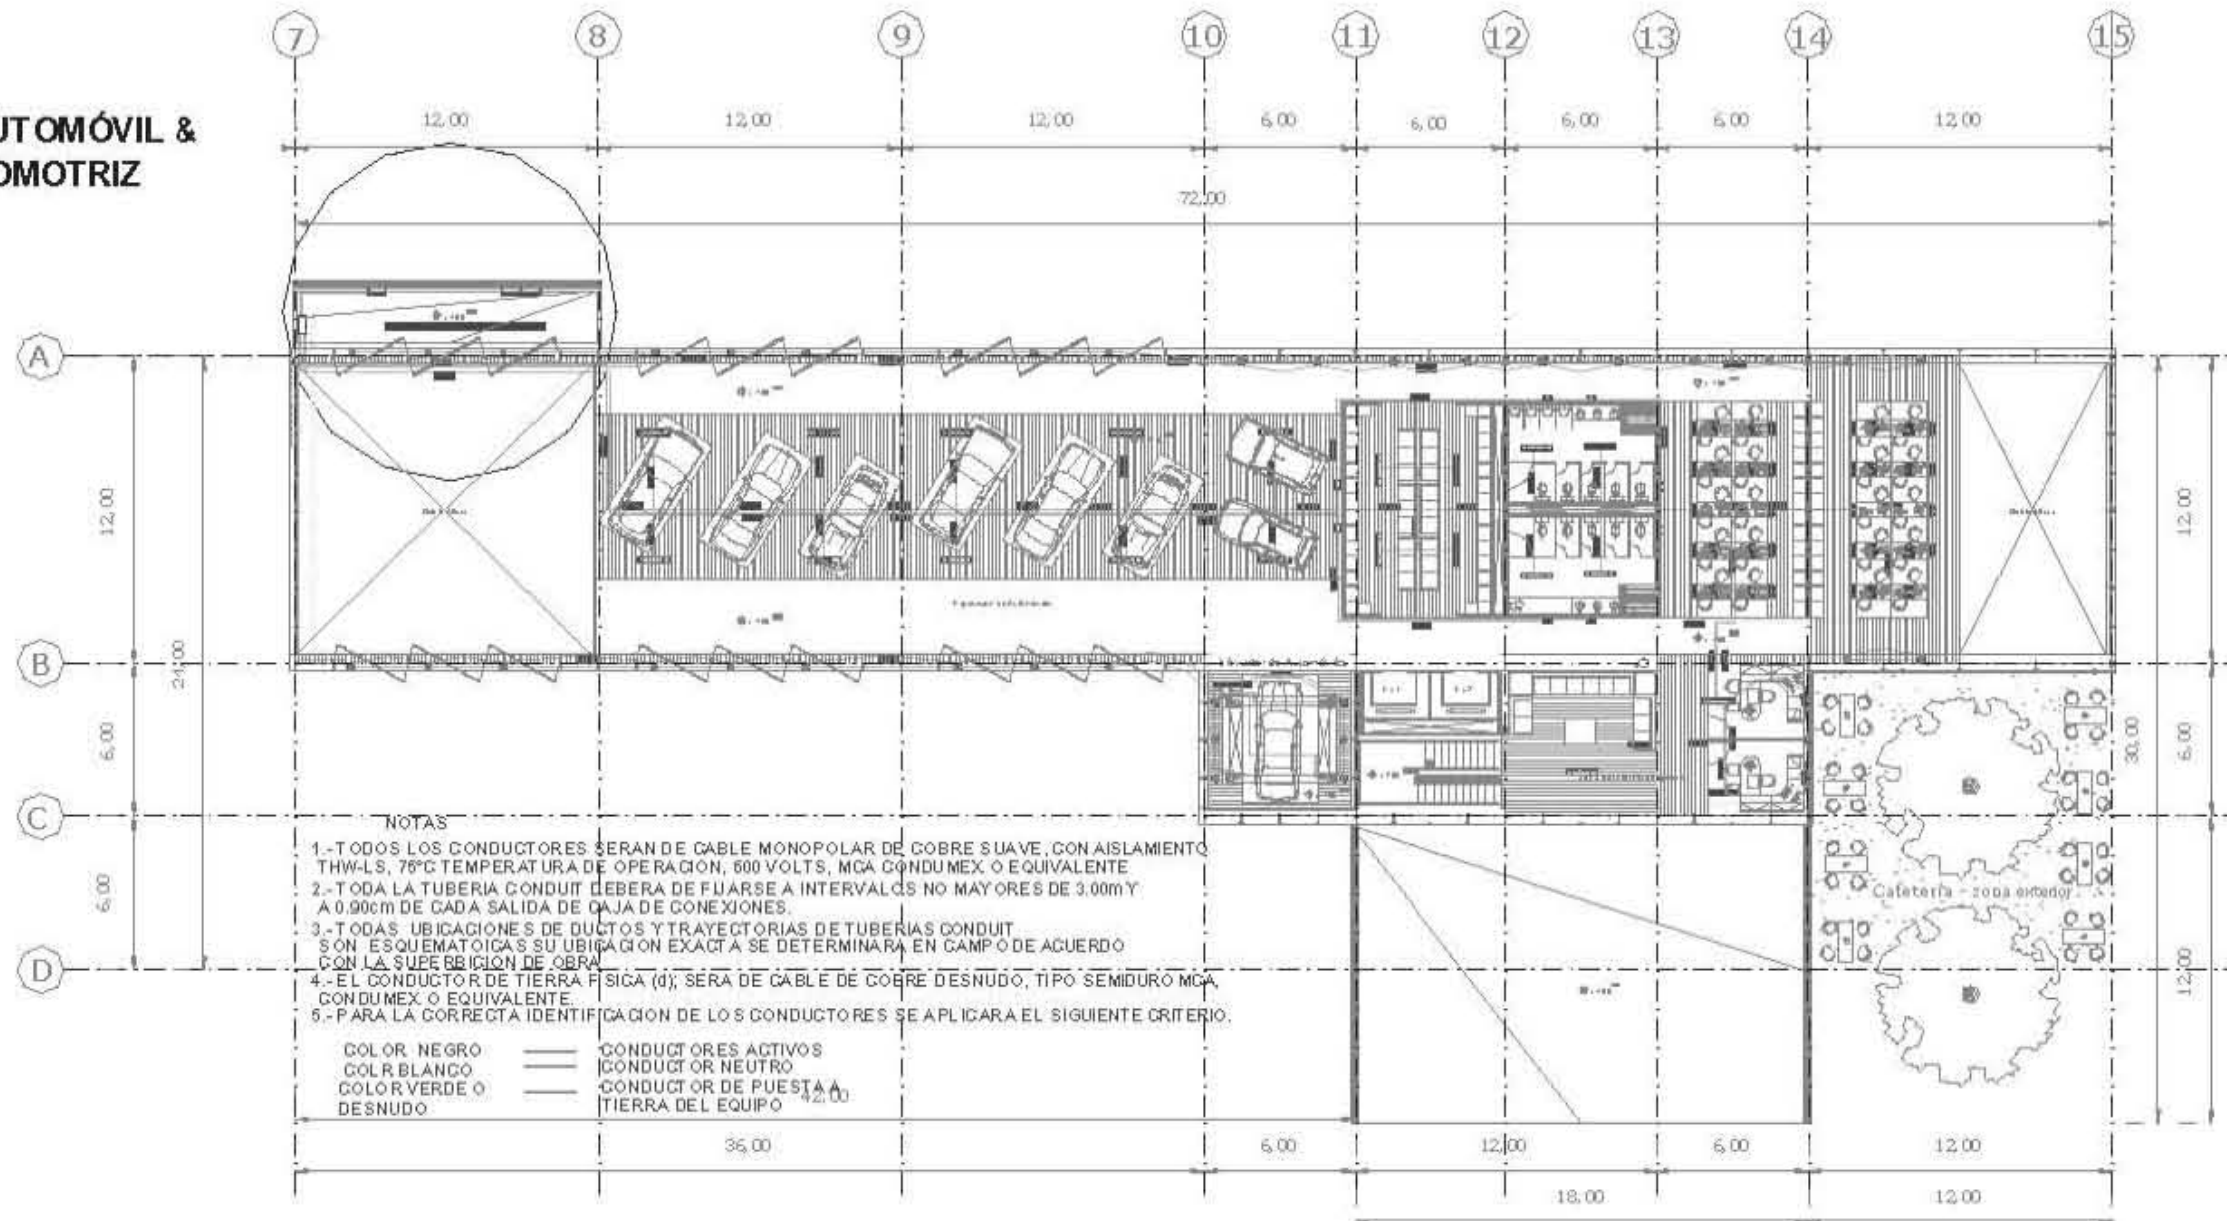 7 8 9 10 11 12 13 14 15
UTOMÓVIL &
OMOTRIZ
12,00 12,00 12,00 6,00 6,00 6,00 6,00 12,00
72,00
A
B
C
D
12,00
24,00
6,00
6,00
12,00
30,00
6,00
12,00
Cafetería - zona exterior
NOTAS
1.-TODOS LOS CONDUCTORES SERAN DE CABLE MONOPOLAR DE COBRE SUAVE, CON AISLAMIENTO
THW-LS, 75ºC TEMPERATURA DE OPERACION, 600 VOLTS, MCA CONDUMEX O EQUIVALENTE
2.-TODA LA TUBERIA CONDUIT DEBERA DE FIJARSE A INTERVALOS NO MAYORES DE 3.00m Y
A 0.90cm DE CADA SALIDA DE CAJA DE CONEXIONES.
3.-TODAS UBICACIONES DE DUCTOS Y TRAYECTORIAS DE TUBERIAS CONDUIT
SON ESQUEMATOICAS SU UBICACION EXACTA SE DETERMINARA EN CAMPO DE ACUERDO
CON LA SUPERBICION DE OBRA
4.-EL CONDUCTOR DE TIERRA FISICA (d); SERA DE CABLE DE COBRE DESNUDO, TIPO SEMIDURO MCA,
CONDUMEX O EQUIVALENTE.
5.-PARA LA CORRECTA IDENTIFICACION DE LOS CONDUCTORES SE APLICARA EL SIGUIENTE CRITERIO.
COLOR NEGRO CONDUCTORES ACTIVOS
COLR BLANCO CONDUCTOR NEUTRO
COLOR VERDE O CONDUCTOR DE PUESTA A
DESNUDO TIERRA DEL EQUIPO
42,00
36,00 6,00 12,00 6,00 12,00
18,00 12,00